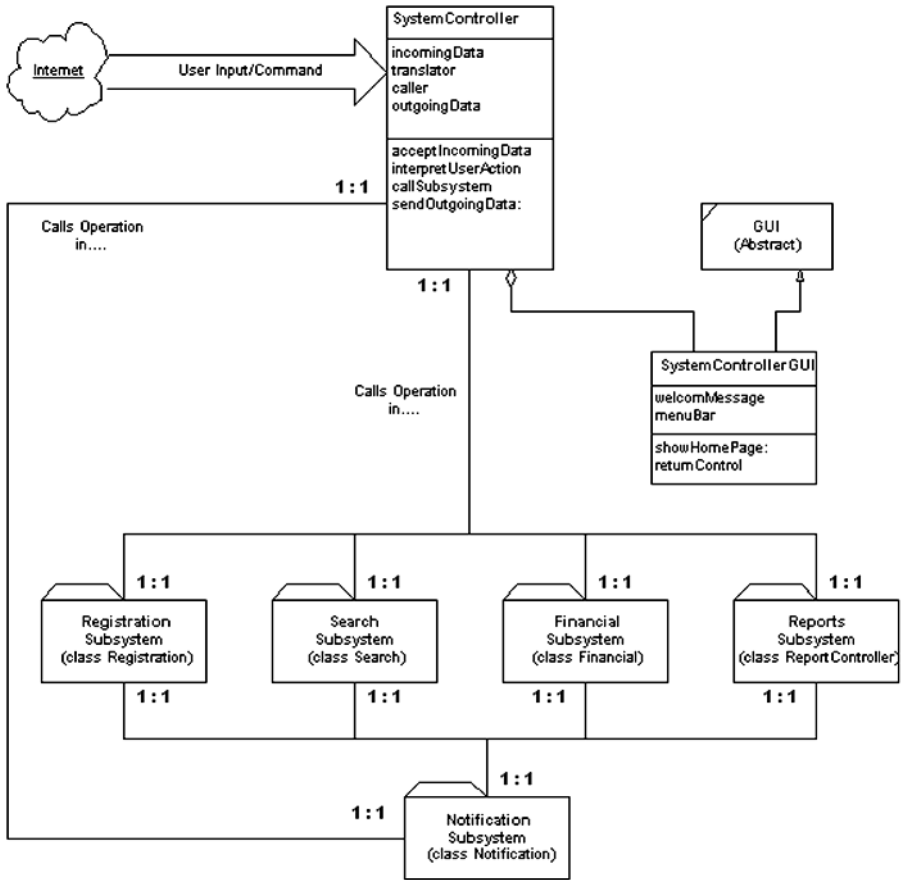 SystemController
incomingData
translator
caller
outgoingData
acceptIncomingData
interpretUserAction
callSubsystem
sendOutgoingData:
Internet
User Input/Command
1:1
Calls Operation
in....
1:1
GUI
(Abstract)
SystemControllerGUI
welcomMessage
menuBar
showHomePage:
returnControl
Calls Operation
in....
1:1
1:1
1:1
1:1
Registration
Subsystem
(class Registration)
Search
Subsystem
(class Search)
Financial
Subsystem
(class Financial)
Reports
Subsystem
(class ReportController)
1:1
1:1
1:1
1:1
1:1
1:1
Notification
Subsystem
(class Notification)